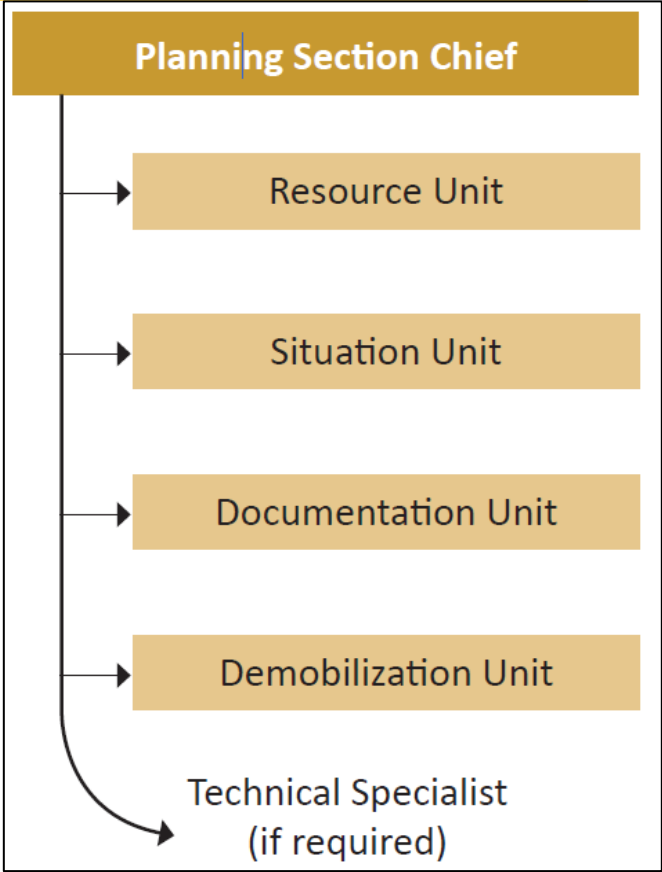 Planning Section Chief
Resource Unit
Situation Unit
Documentation Unit
Demobilization Unit
Technical Specialist
(if required)